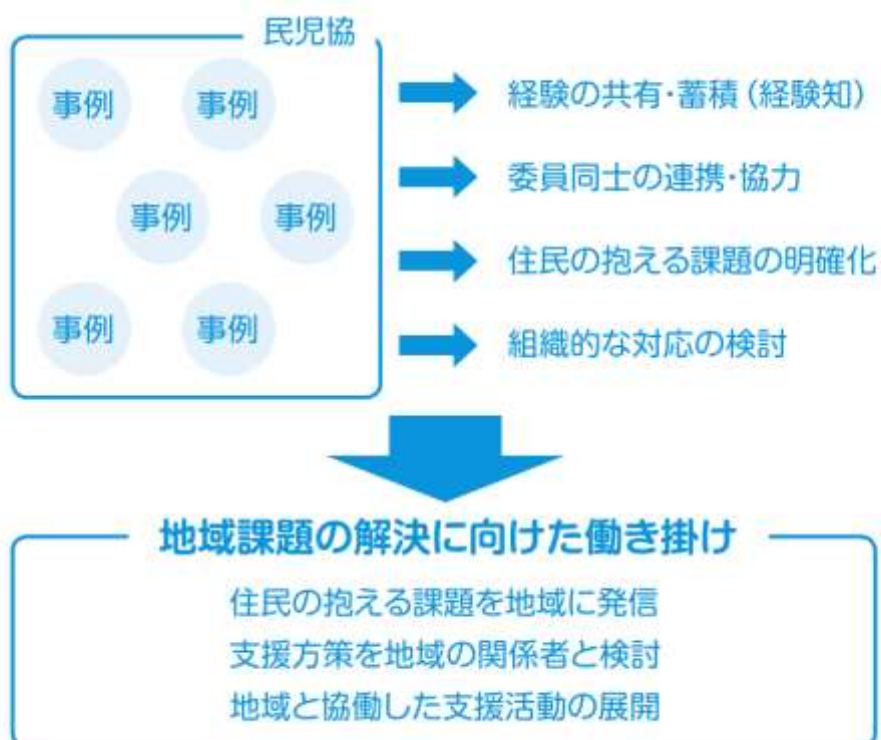 民児協
事例
事例
事例
事例
事例
事例
経験の共有・蓄積（経験知）
委員同士の連携・協力
住民の抱える課題の明確化
組織的な対応の検討
地域課題の解決に向けた働き掛け
住民の抱える課題を地域に発信
支援方策を地域の関係者と検討
地域と協働した支援活動の展開